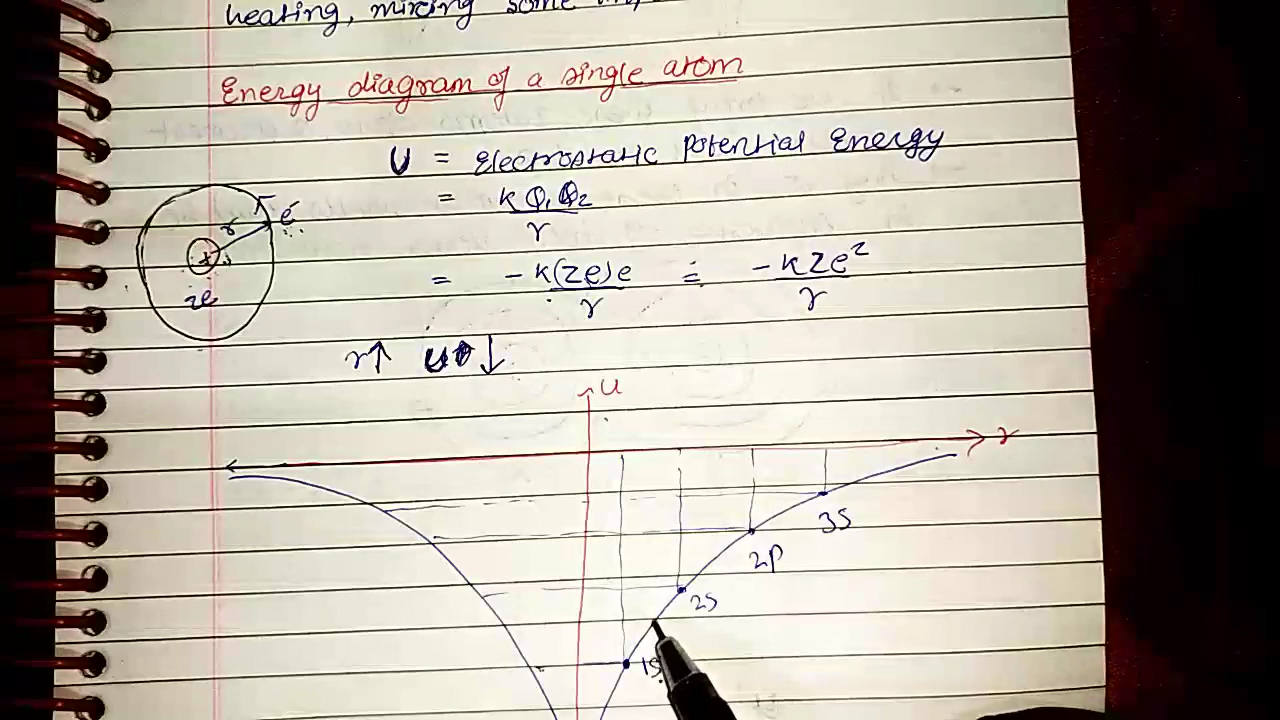 heating, mixing some
Energy diagram of a single atom
U = Electrostatic Potential Energy
= kQ1Q2/r
= -k(ze)e/r = -kze²/r
r e-
+
ze
r↑ U ↓
U
r
3S
2P
2S
1S